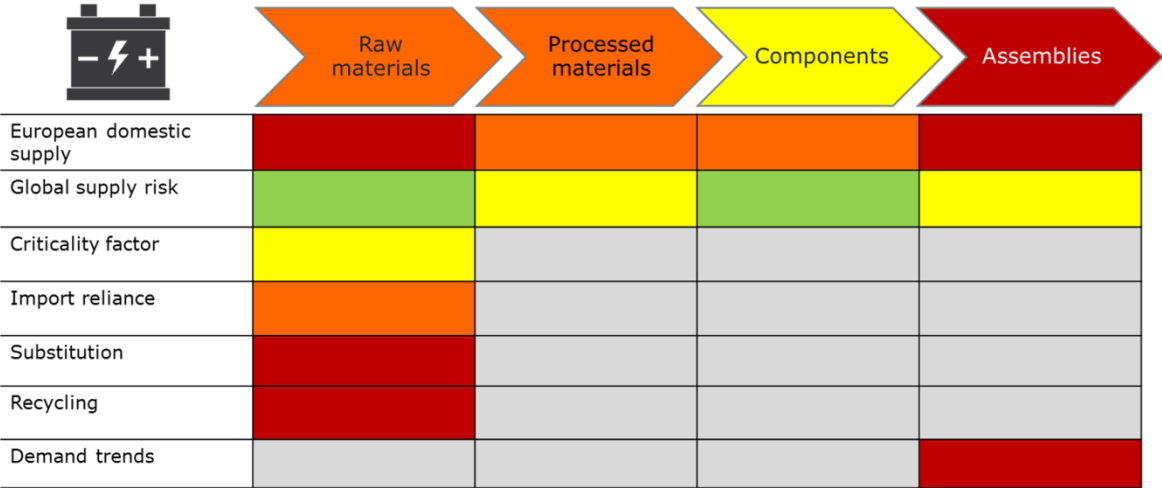 Raw
materials
Processed
materials
Components
Assemblies
European domestic
supply
Global supply risk
Criticality factor
Import reliance
Substitution
Recycling
Demand trends